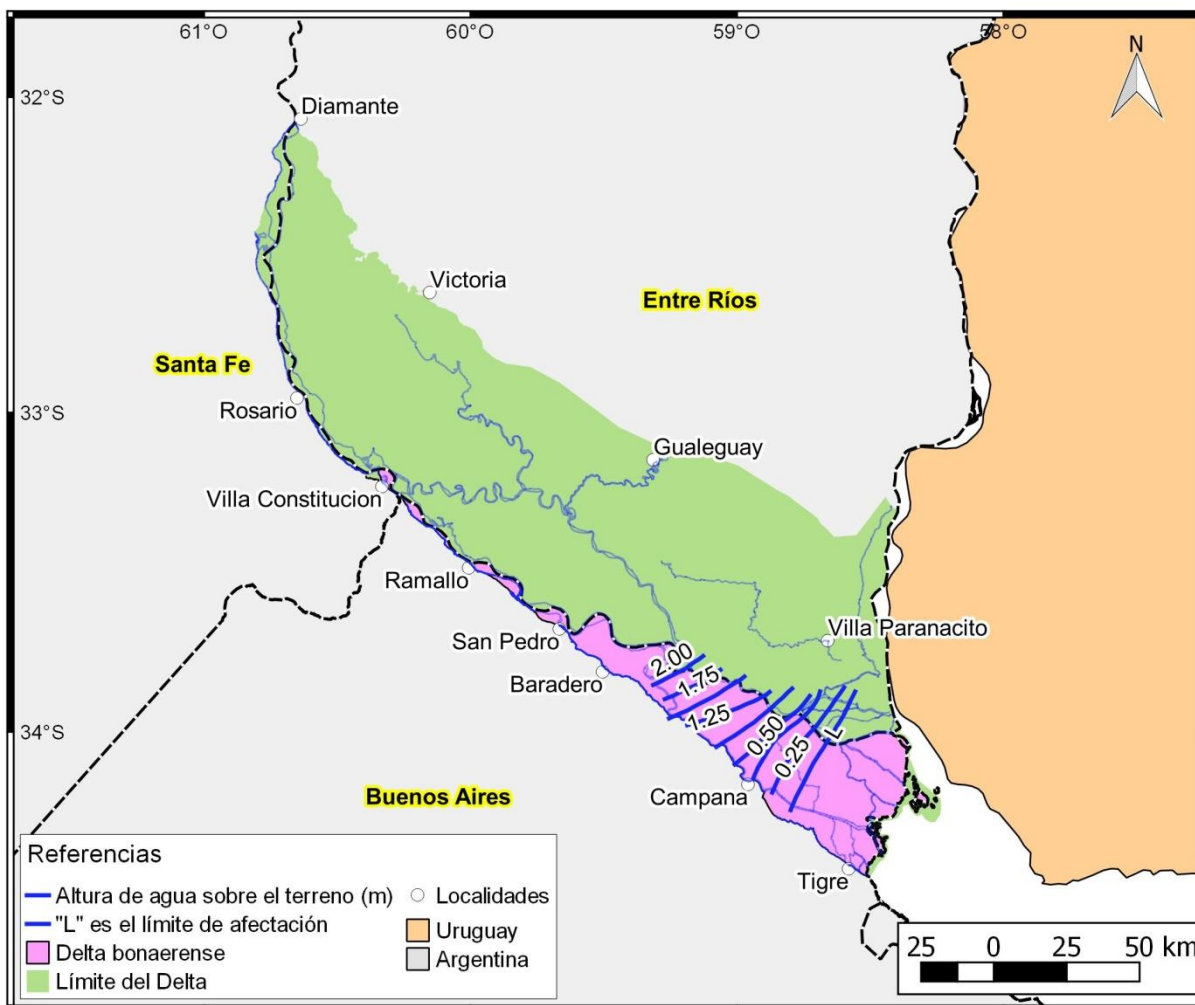 61°O
60°O
59°O
58°O
N
32°S
Diamante
Victoria
Entre Ríos
Santa Fe
Rosario
33°S
Gualeguay
Villa Constitucion
Ramallo
San Pedro
Villa Paranacito
Baradero
2.00
1.75
1.25
0.50
0.25
L
34°S
Campana
Buenos Aires
Tigre
Referencias
Altura de agua sobre el terreno (m)
"L" es el límite de afectación
Delta bonaerense
Límite del Delta
Localidades
Uruguay
Argentina
25 0 25 50 km